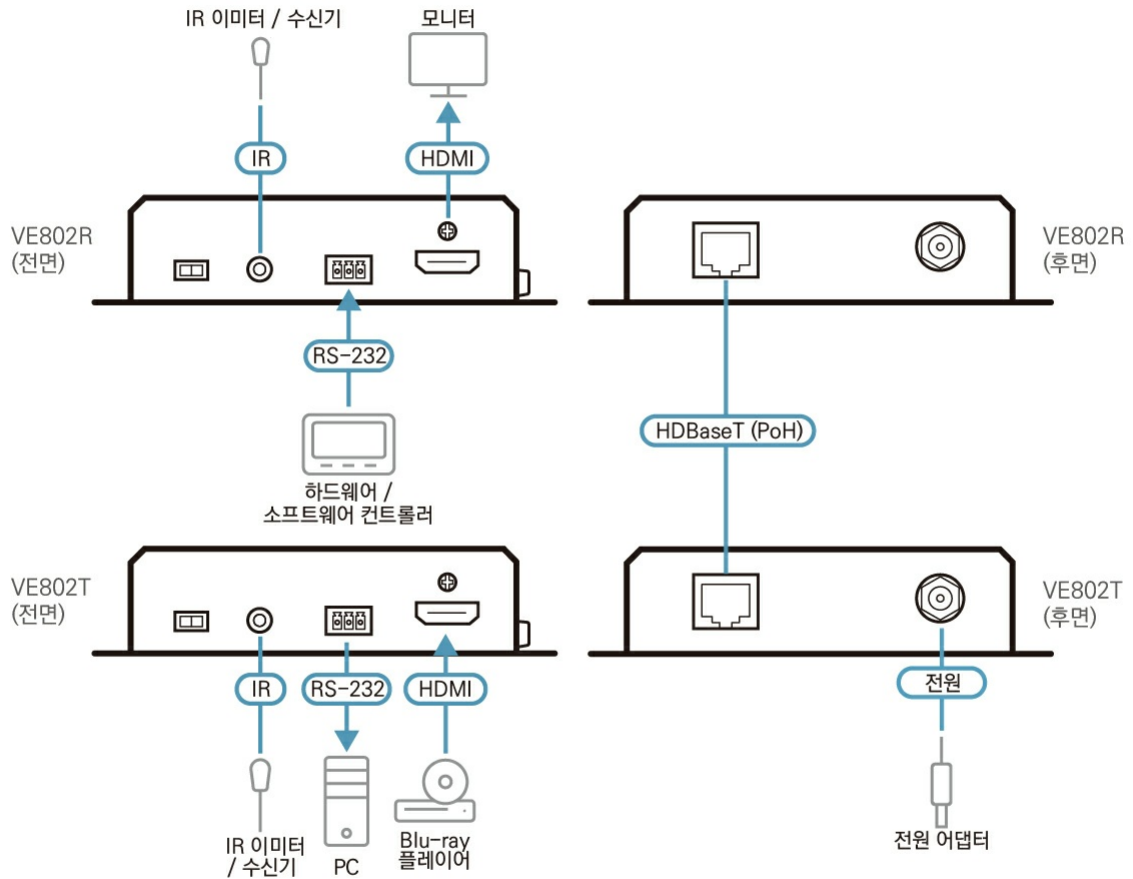 IR 이미터 / 수신기
모니터
IR
HDMI
VE802R
(전면)
VE802R
(후면)
RS-232
HDBaseT (PoH)
하드웨어 /
소프트웨어 컨트롤러
VE802T
(전면)
VE802T
(후면)
IR
RS-232
HDMI
전원
IR 이미터
/ 수신기
PC
Blu-ray
플레이어
전원 어댑터